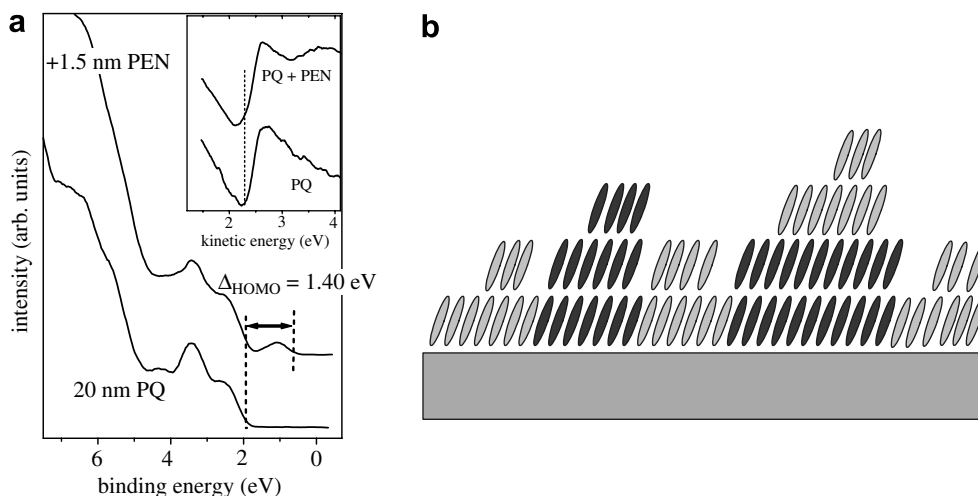 a
b
+1.5 nm PEN
PQ + PEN
PQ
2 3 4
kinetic energy (eV)
Δ_HOMO = 1.40 eV
20 nm PQ
intensity (arb. units)
6 4 2 0
binding energy (eV)